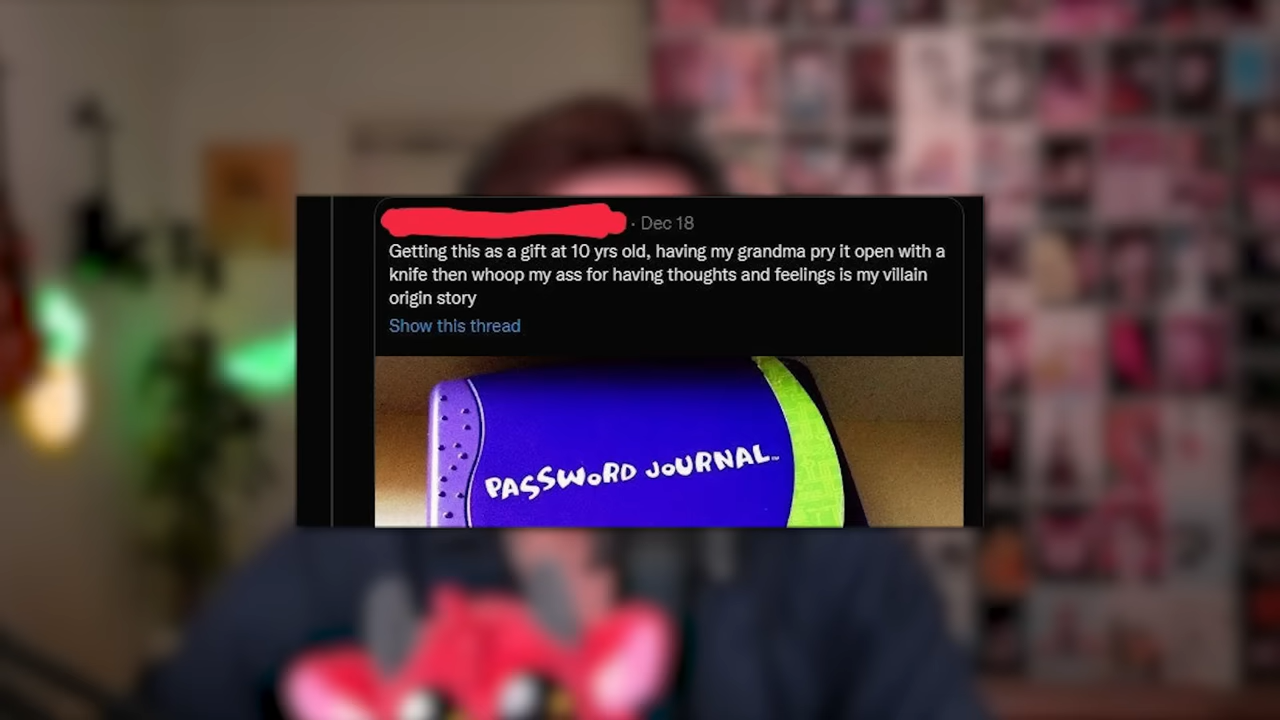 · Dec 18
Getting this as a gift at 10 yrs old, having my grandma pry it open with a
knife then whoop my ass for having thoughts and feelings is my villain
origin story
Show this thread
PASSWORD JOURNAL™